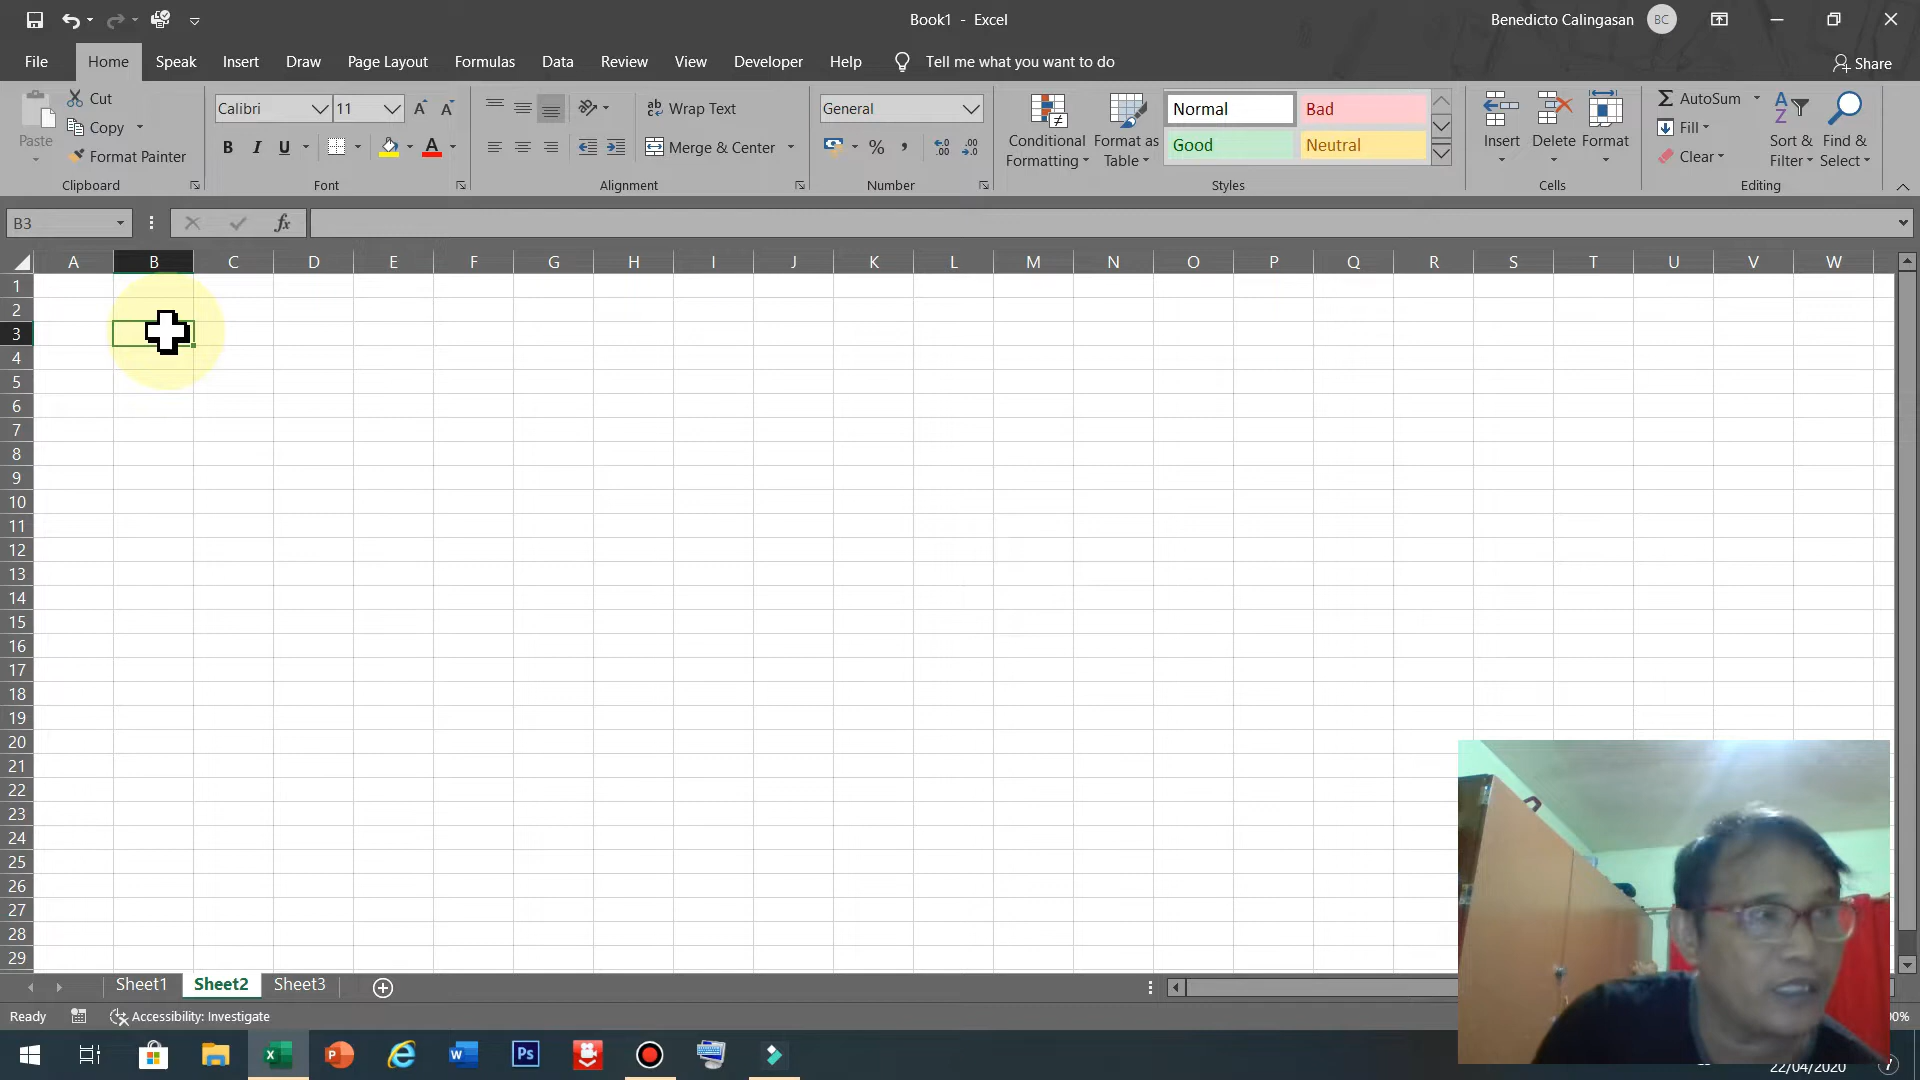 Book1 - Excel
Benedicto Calingasan BC
File Home Speak Insert Draw Page Layout Formulas Data Review View Developer Help Tell me what you want to do Share
Paste
Cut
Copy
Format Painter
Clipboard
Calibri 11
B I U
Font
Wrap Text
Merge & Center
Alignment
General
Number
Conditional Formatting
Format as Table
Normal Bad
Good Neutral
Styles
Insert Delete Format
Cells
AutoSum
Fill
Clear
Sort & Filter
Find & Select
Editing
B3 fx
A B C D E F G H I J K L M N O P Q R S T U V W
1
2
3
4
5
6
7
8
9
10
11
12
13
14
15
16
17
18
19
20
21
22
23
24
25
26
27
28
29
Sheet1 Sheet2 Sheet3
Ready Accessibility: Investigate
22/04/2020